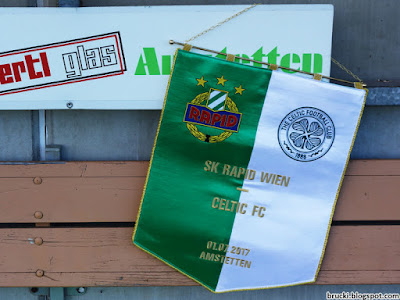 ertl glas Amstetten
RAPID
THE CELTIC FOOTBALL CLUB
1888
SK RAPID WIEN
—
CELTIC FC
01.07.2017
AMSTETTEN
brucki.blogspot.com